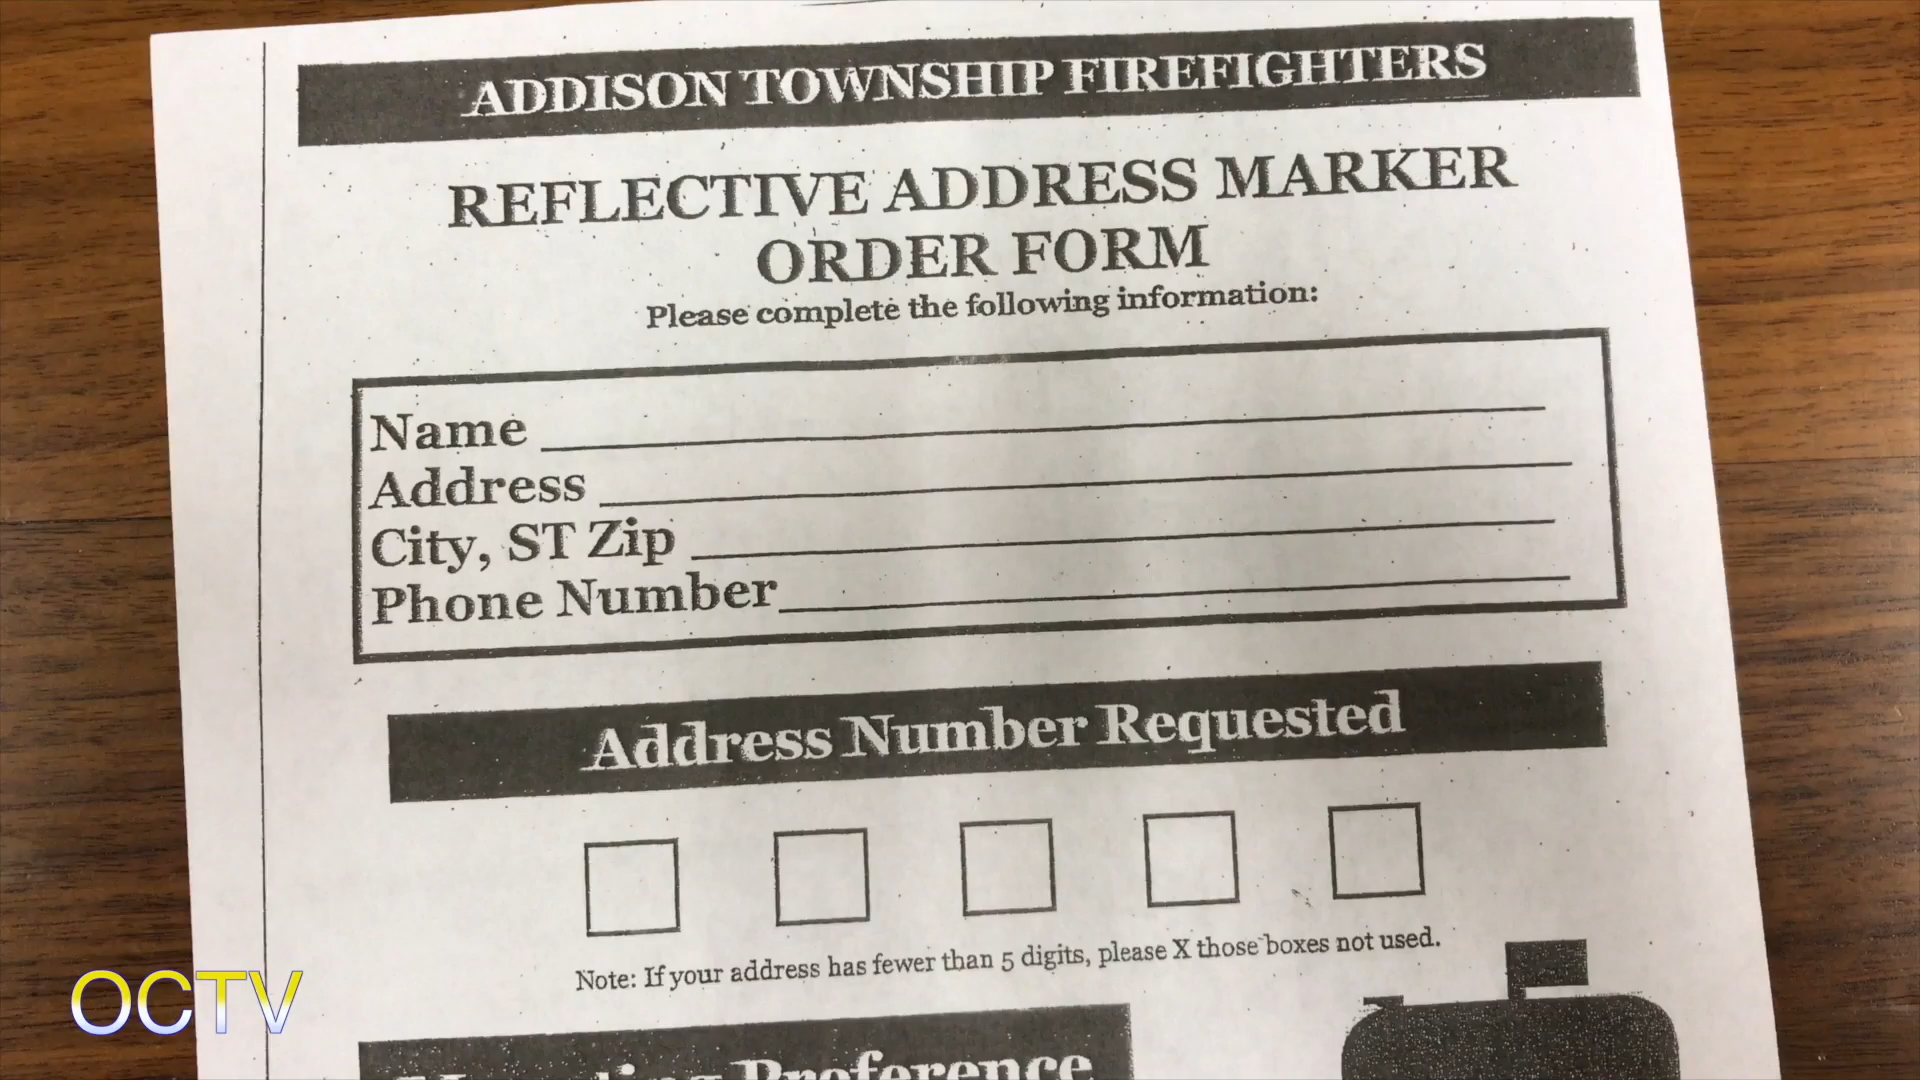 ADDISON TOWNSHIP FIREFIGHTERS
REFLECTIVE ADDRESS MARKER
ORDER FORM
Please complete the following information:
Name
Address
City, ST Zip
Phone Number
Address Number Requested
Note: If your address has fewer than 5 digits, please X those boxes not used.
Preference
OCTV